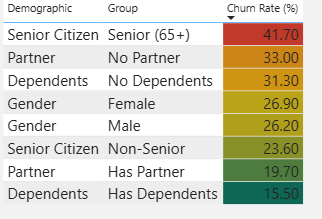 Demographic Group Churn Rate (%)
Senior Citizen Senior (65+) 41.70
Partner No Partner 33.00
Dependents No Dependents 31.30
Gender Female 26.90
Gender Male 26.20
Senior Citizen Non-Senior 23.60
Partner Has Partner 19.70
Dependents Has Dependents 15.50